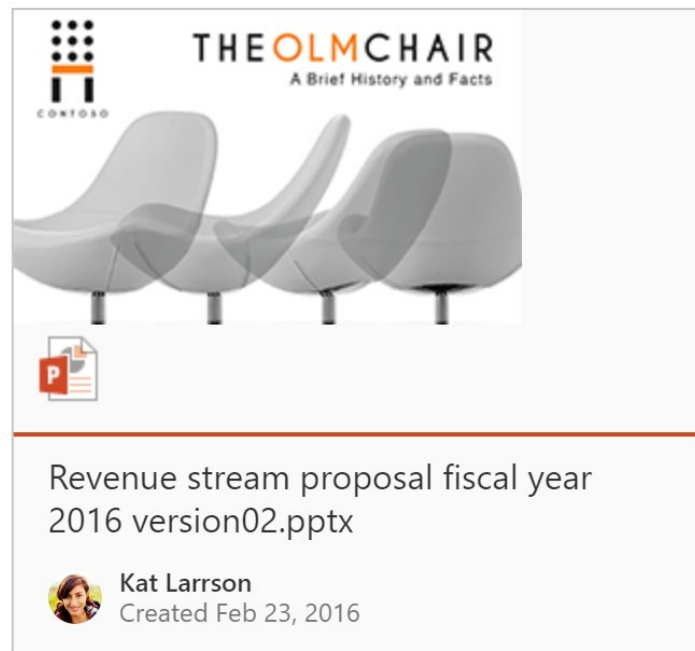 THEOLMCHAIR
A Brief History and Facts
CONTOSO
P
Revenue stream proposal fiscal year
2016 version02.pptx
Kat Larrson
Created Feb 23, 2016